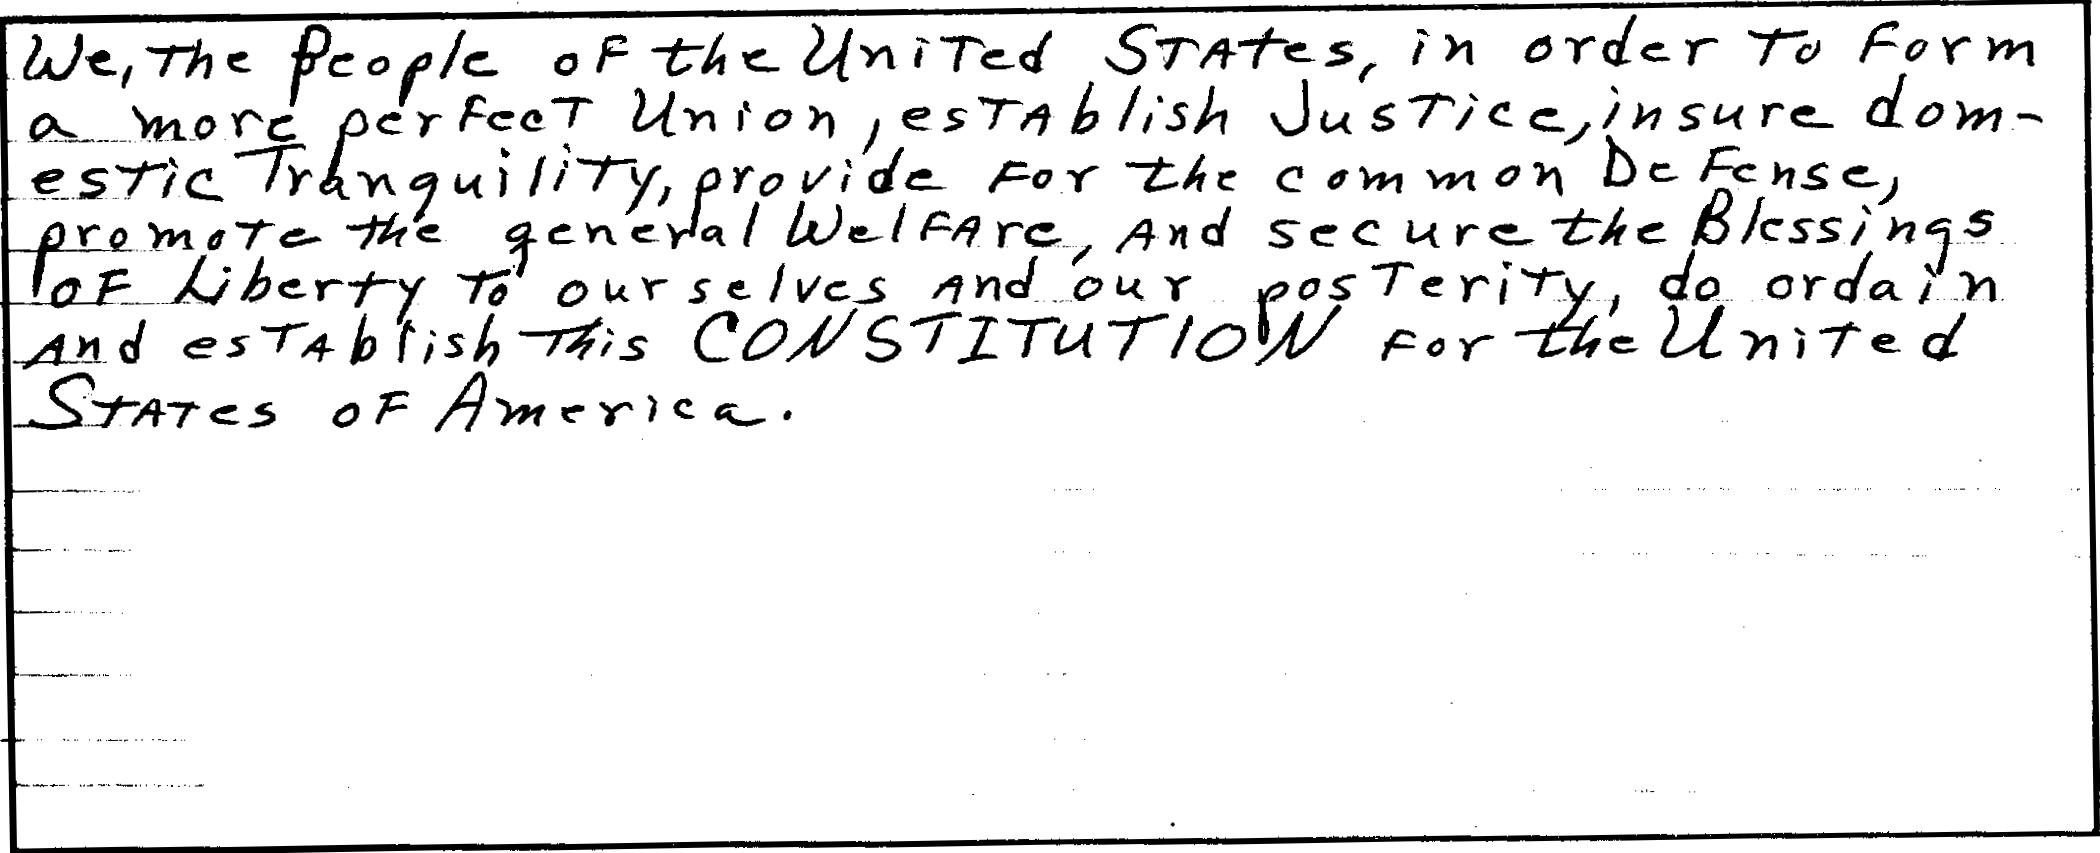 We, the People of the United States, in order to form
a more perfect Union, establish Justice, insure dom-
estic Tranquility, provide for the common Defense,
promote the general Welfare, and secure the Blessings
of Liberty to ourselves and our posterity, do ordain
and establish this CONSTITUTION for the United
States of America.